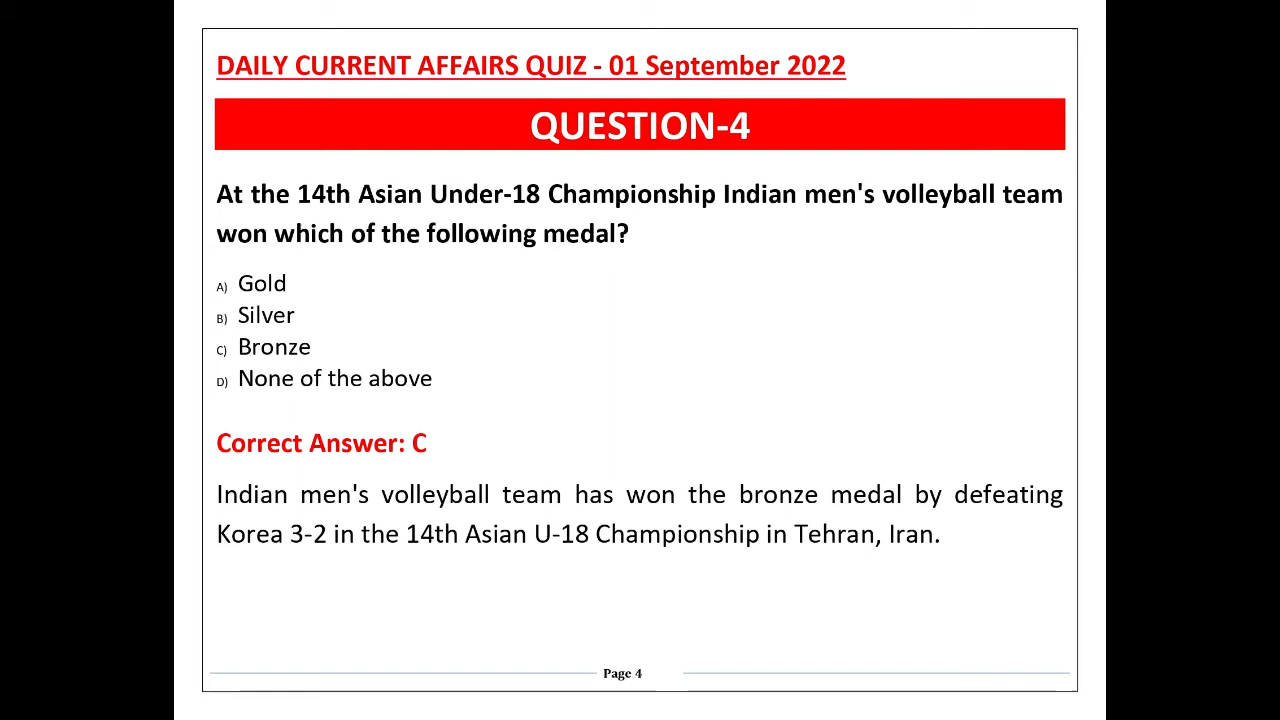 DAILY CURRENT AFFAIRS QUIZ - 01 September 2022
QUESTION-4
At the 14th Asian Under-18 Championship Indian men's volleyball team
won which of the following medal?
A) Gold
B) Silver
C) Bronze
D) None of the above
Correct Answer: C
Indian men's volleyball team has won the bronze medal by defeating
Korea 3-2 in the 14th Asian U-18 Championship in Tehran, Iran.
Page 4